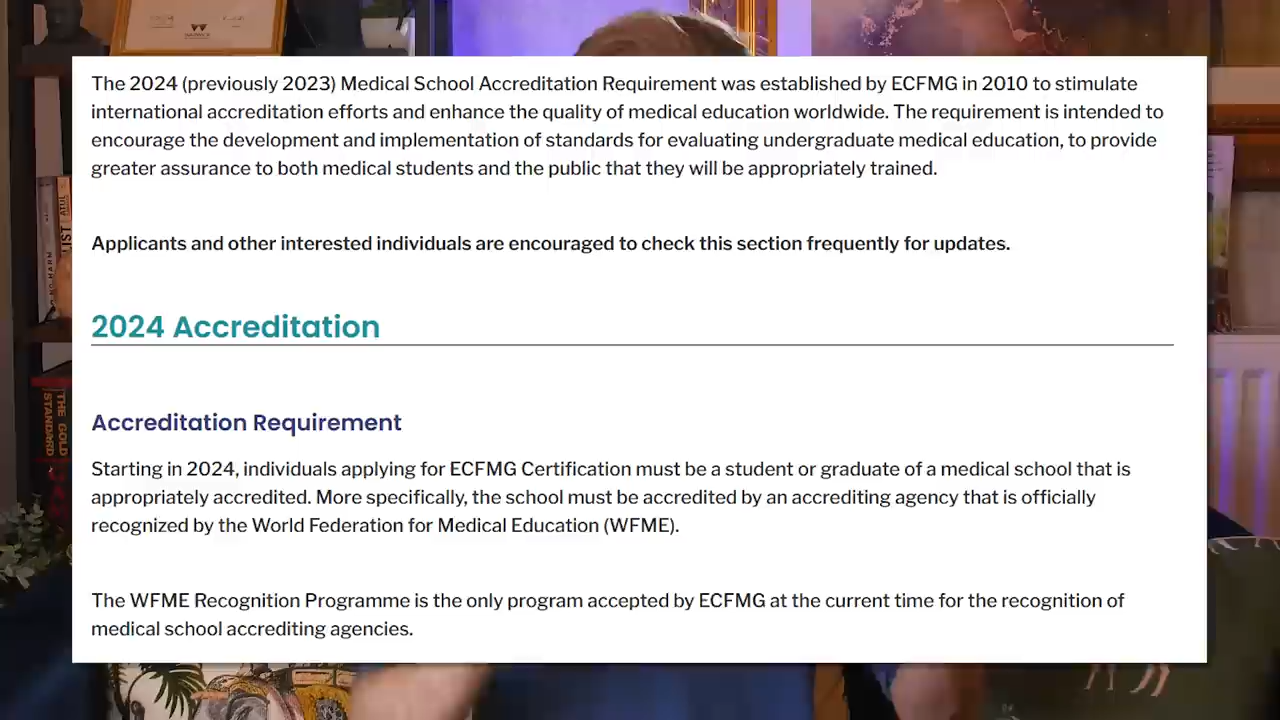 The 2024 (previously 2023) Medical School Accreditation Requirement was established by ECFMG in 2010 to stimulate
international accreditation efforts and enhance the quality of medical education worldwide. The requirement is intended to
encourage the development and implementation of standards for evaluating undergraduate medical education, to provide
greater assurance to both medical students and the public that they will be appropriately trained.
Applicants and other interested individuals are encouraged to check this section frequently for updates.
2024 Accreditation
Accreditation Requirement
Starting in 2024, individuals applying for ECFMG Certification must be a student or graduate of a medical school that is
appropriately accredited. More specifically, the school must be accredited by an accrediting agency that is officially
recognized by the World Federation for Medical Education (WFME).
The WFME Recognition Programme is the only program accepted by ECFMG at the current time for the recognition of
medical school accrediting agencies.
THE GOLD
STANDARD